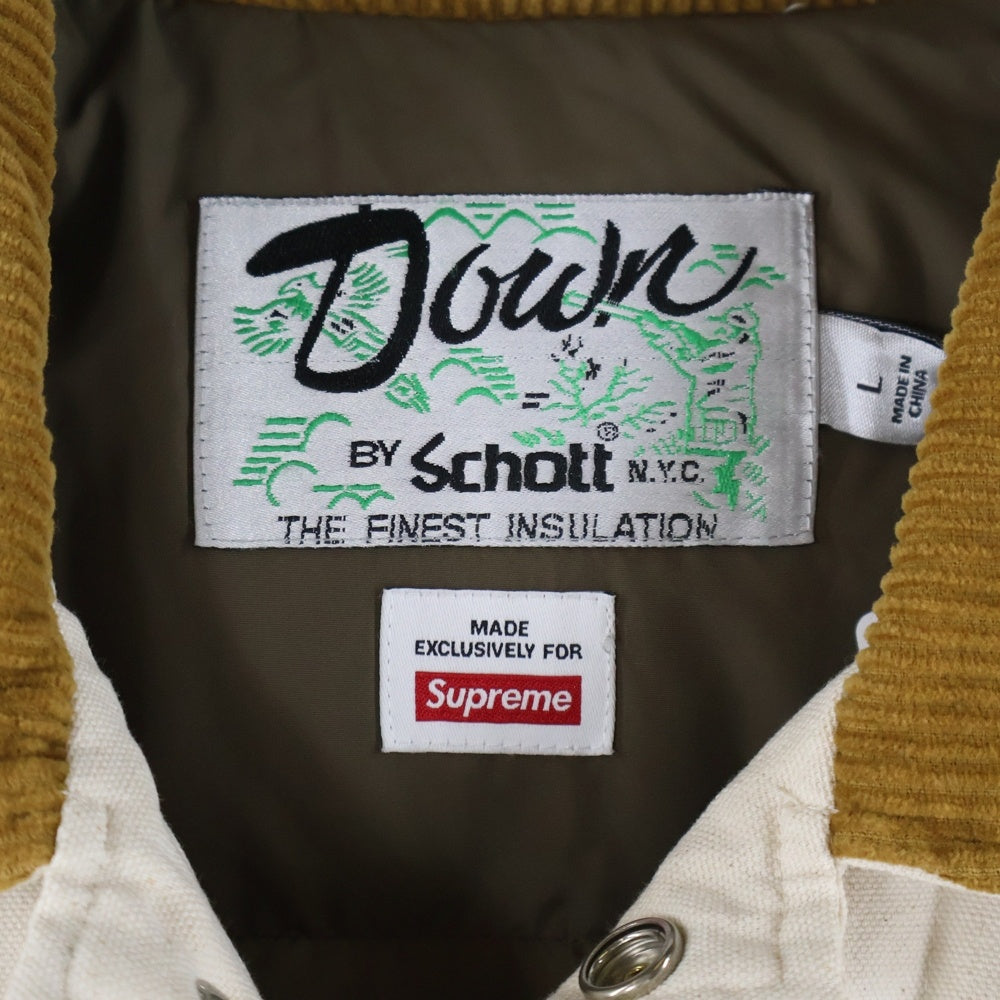 Down
BY Schott® N.Y.C.
THE FINEST INSULATION
L
MADE IN
CHINA
MADE
EXCLUSIVELY FOR
Supreme